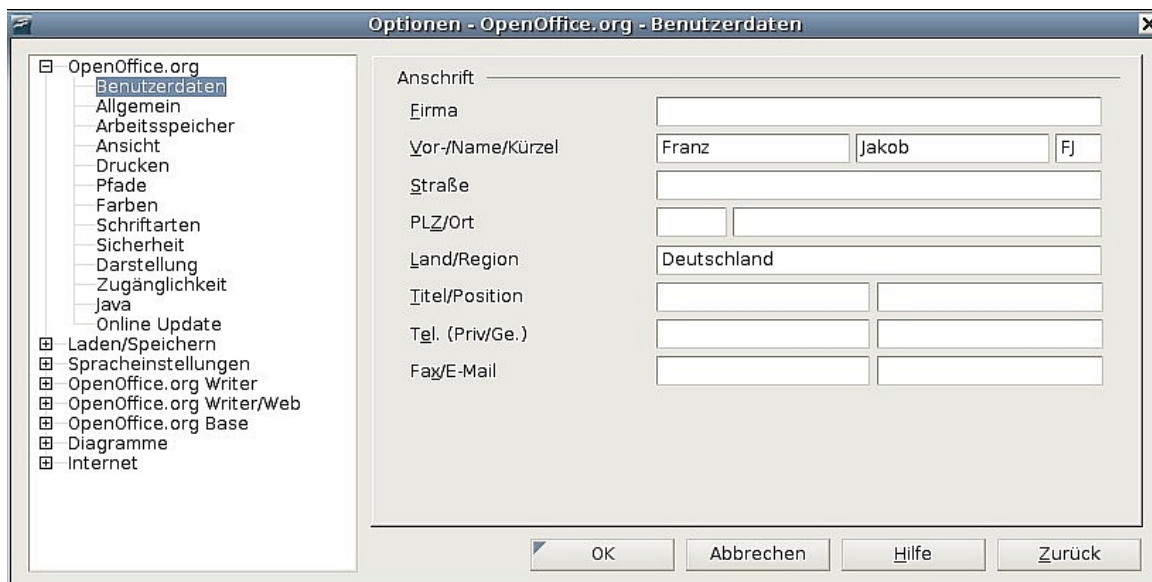 Optionen - OpenOffice.org - Benutzerdaten
OpenOffice.org
Benutzerdaten
Allgemein
Arbeitsspeicher
Ansicht
Drucken
Pfade
Farben
Schriftarten
Sicherheit
Darstellung
Zugänglichkeit
Java
Online Update
Laden/Speichern
Spracheinstellungen
OpenOffice.org Writer
OpenOffice.org Writer/Web
OpenOffice.org Base
Diagramme
Internet
Anschrift
Firma
Vor-/Name/Kürzel Franz Jakob FJ
Straße
PLZ/Ort
Land/Region Deutschland
Titel/Position
Tel. (Priv/Ge.)
Fax/E-Mail
OK Abbrechen Hilfe Zurück